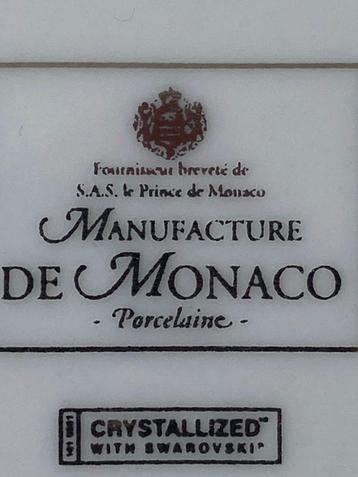 Fournisseur breveté de
S.A.S. le Prince de Monaco
MANUFACTURE
DE MONACO
- Porcelaine -
CRYSTALLIZED™
WITH SWAROVSKI®